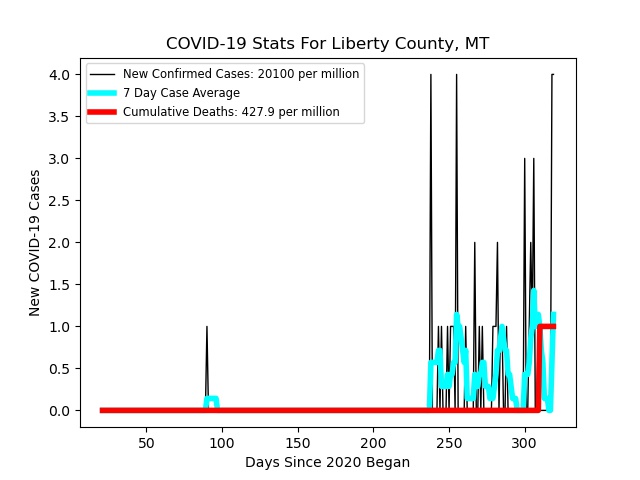 COVID-19 Stats For Liberty County, MT
New Confirmed Cases: 20100 per million
7 Day Case Average
Cumulative Deaths: 427.9 per million
4.0
3.5
3.0
2.5
2.0
1.5
1.0
0.5
0.0
New COVID-19 Cases
50 100 150 200 250 300
Days Since 2020 Began